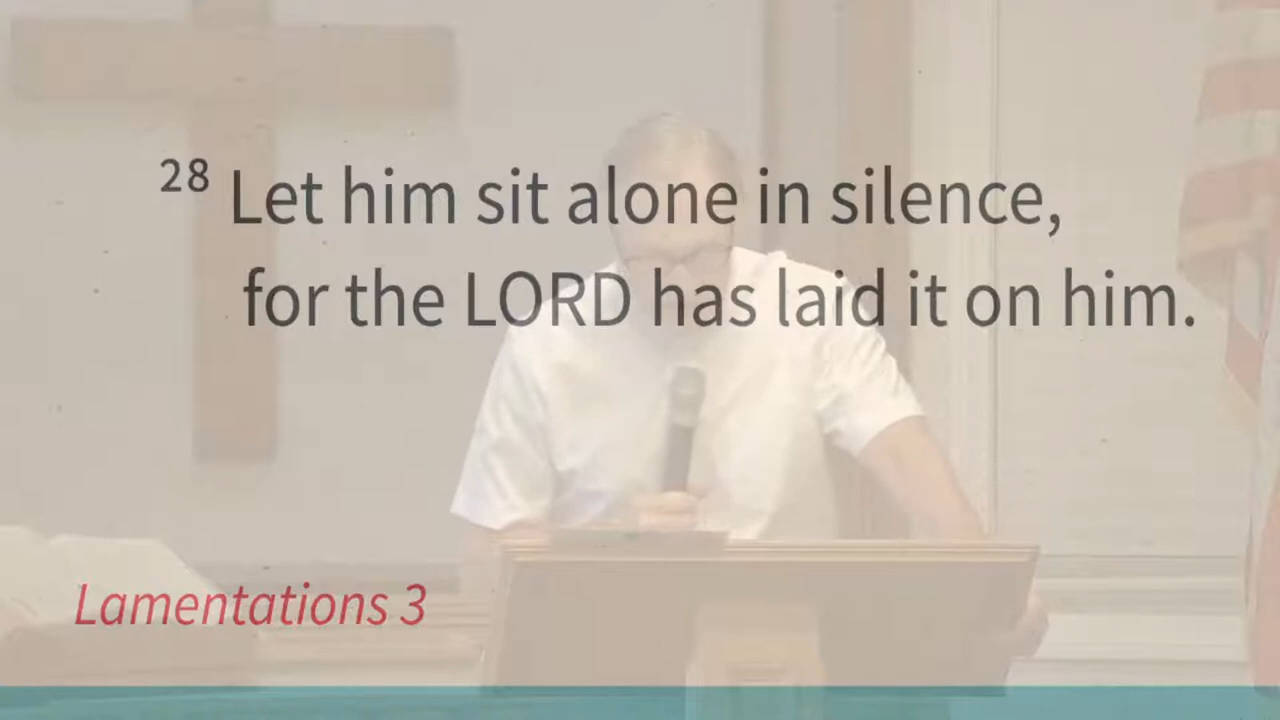 28 Let him sit alone in silence,
for the LORD has laid it on him.
Lamentations 3